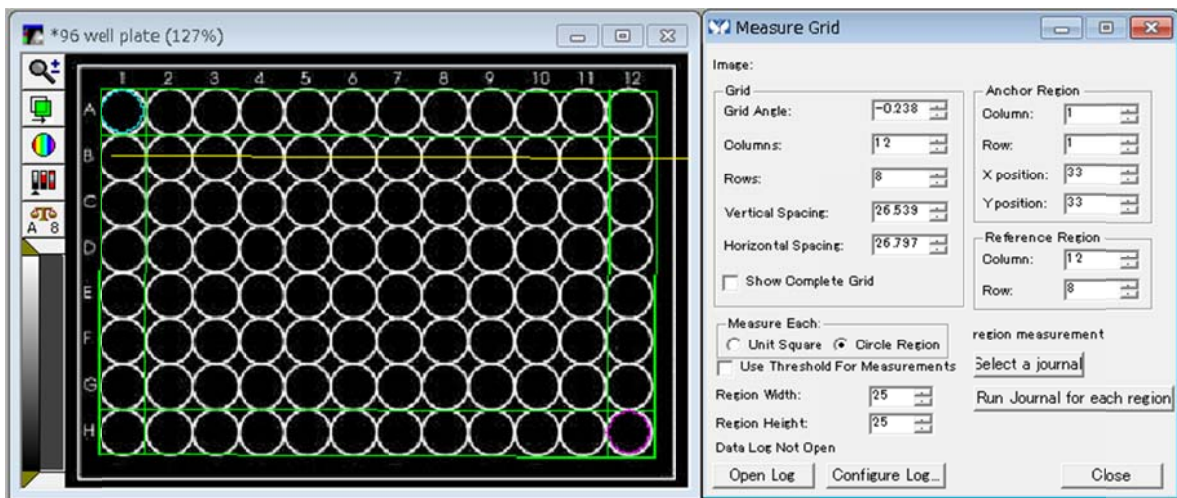 *96 well plate (127%)
1 2 3 4 5 6 7 8 9 10 11 12
A
B
C
D
E
F
G
H
A 8
Measure Grid
Image:
Grid
Grid Angle: -0.238
Columns: 12
Rows: 8
Vertical Spacing: 26.539
Horizontal Spacing: 26.797
Show Complete Grid
Anchor Region
Column: 1
Row: 1
X position: 33
Y position: 33
Reference Region
Column: 12
Row: 8
Measure Each:
Unit Square Circle Region
Use Threshold For Measurements
Region Width: 25
Region Height: 25
Data Log Not Open
region measurement
Select a journal
Run Journal for each region
Open Log Configure Log... Close